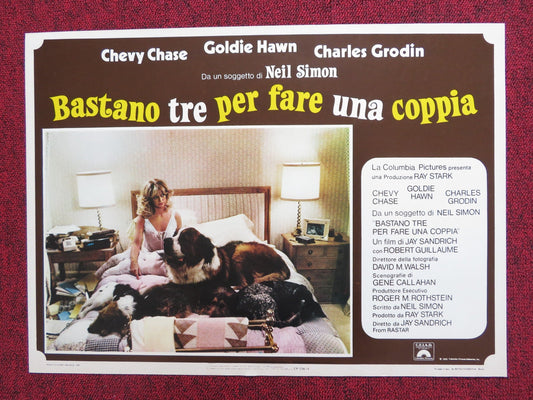 Chevy Chase Goldie Hawn Charles Grodin
Da un soggetto di Neil Simon
Bastano tre per fare una coppia
La Columbia Pictures presenta
una Produzione RAY STARK
CHEVY CHASE
GOLDIE HAWN
CHARLES GRODIN
Da un soggetto di NEIL SIMON
"BASTANO TRE
PER FARE UNA COPPIA"
Un film di JAY SANDRICH
con ROBERT GUILLAUME
Direttore della fotografia
DAVID M. WALSH
Scenografie di
GENE CALLAHAN
Produttore Esecutivo
ROGER M. ROTHSTEIN
Scritto da NEIL SIMON
Prodotto da RAY STARK
Diretto da JAY SANDRICH
From RASTAR